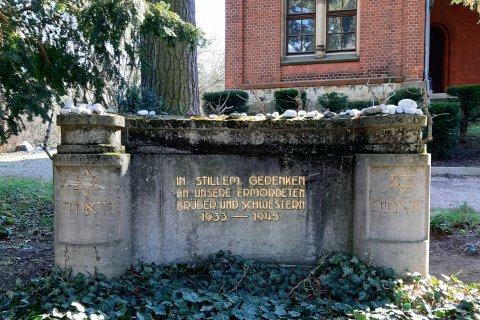 IN STILLEM GEDENKEN
AN UNSERE ERMORDETEN
BRÜDER UND SCHWESTERN
1933 — 1945